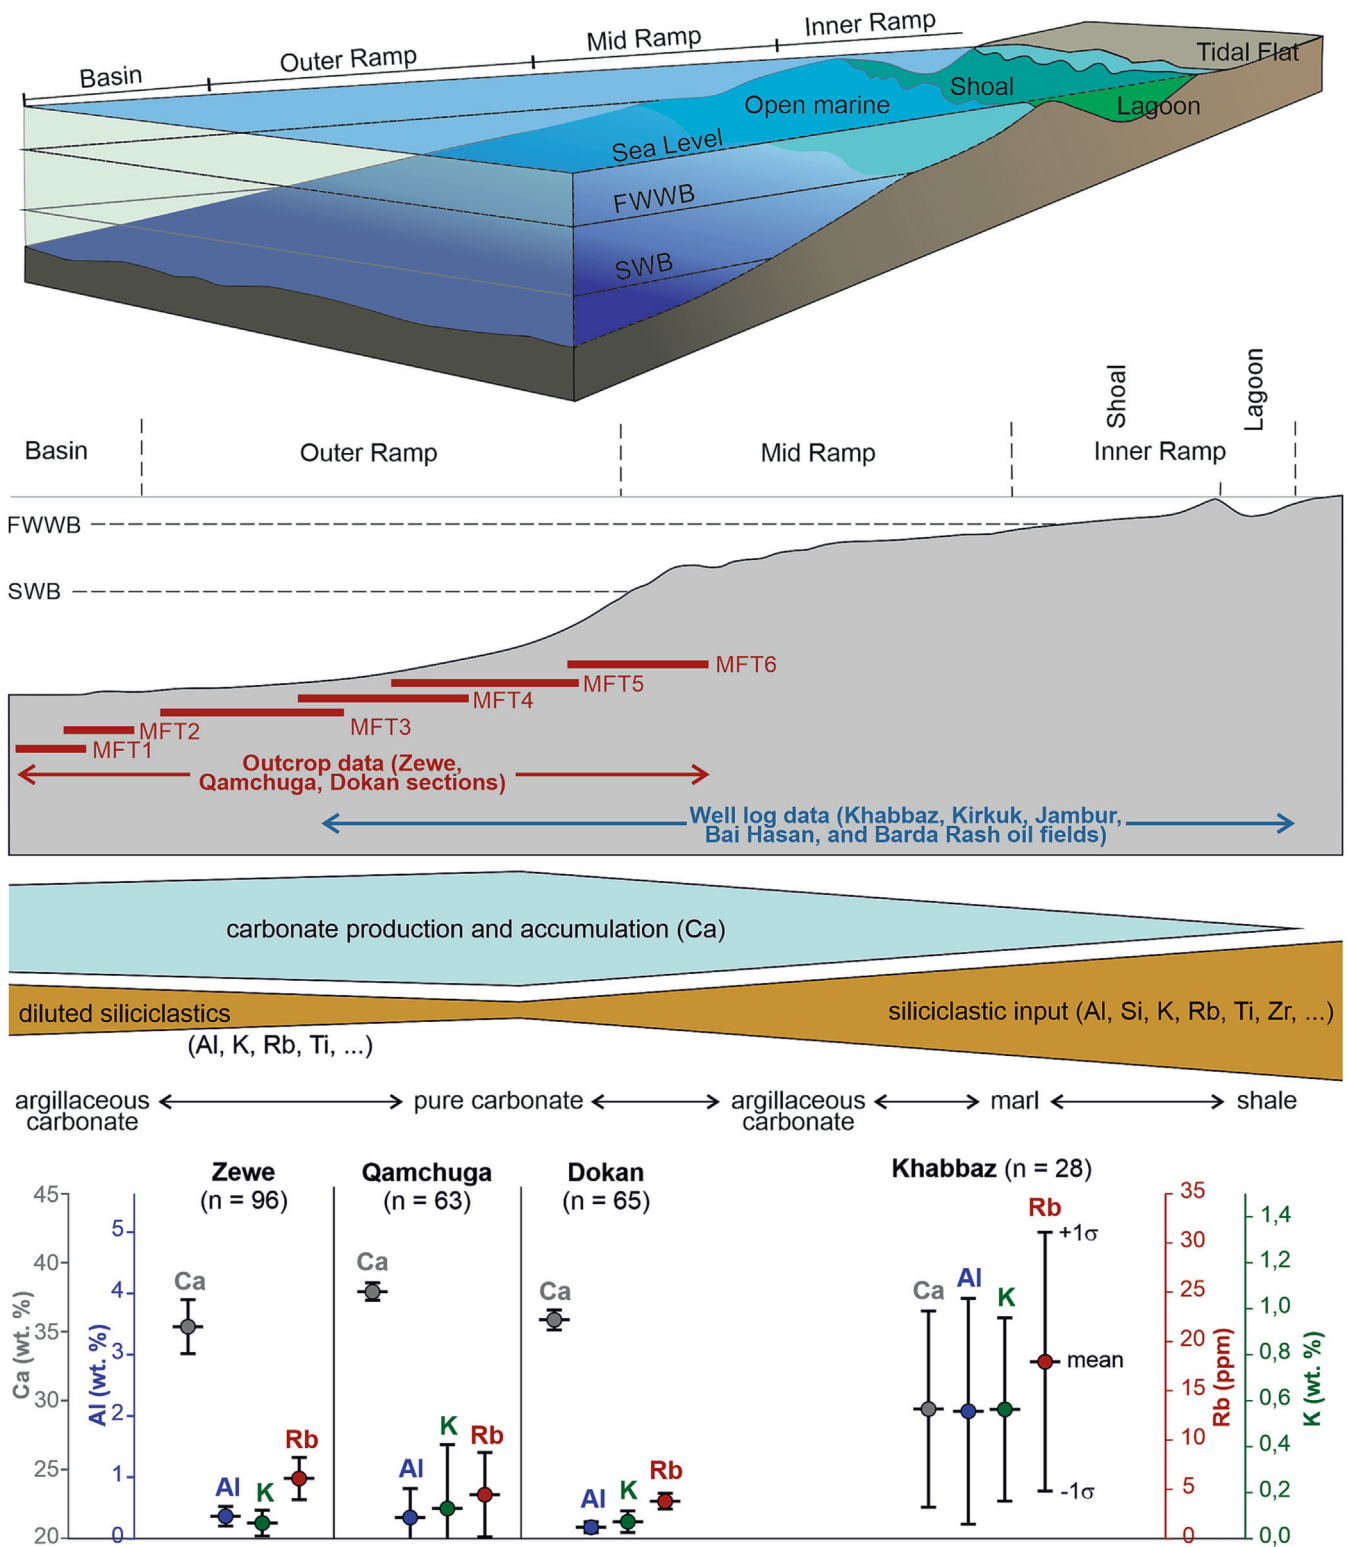 Basin
Outer Ramp
Mid Ramp
Inner Ramp
Tidal Flat
Shoal
Open marine
Lagoon
Sea Level
FWWB
SWB
Shoal
Lagoon
Basin
Outer Ramp
Mid Ramp
Inner Ramp
FWWB
SWB
MFT6
MFT5
MFT4
MFT3
MFT2
MFT1
Outcrop data (Zewe,
Qamchuga, Dokan sections)
Well log data (Khabbaz, Kirkuk, Jambur,
Bai Hasan, and Barda Rash oil fields)
carbonate production and accumulation (Ca)
diluted siliciclastics
(Al, K, Rb, Ti, ...)
siliciclastic input (Al, Si, K, Rb, Ti, Zr, ...)
argillaceous
carbonate
pure carbonate
argillaceous
carbonate
marl
shale
Zewe
(n = 96)
Qamchuga
(n = 63)
Dokan
(n = 65)
Khabbaz (n = 28)
Ca (wt. %)
45
40
35
30
25
20
Al (wt. %)
5
4
3
2
1
0
Ca
Al
K
Rb
Ca
Al
K
Rb
Ca
Al
K
Rb
Ca
Al
K
Rb
+1σ
mean
-1σ
Rb (ppm)
35
30
25
20
15
10
5
0
K (wt. %)
1,4
1,2
1,0
0,8
0,6
0,4
0,2
0,0